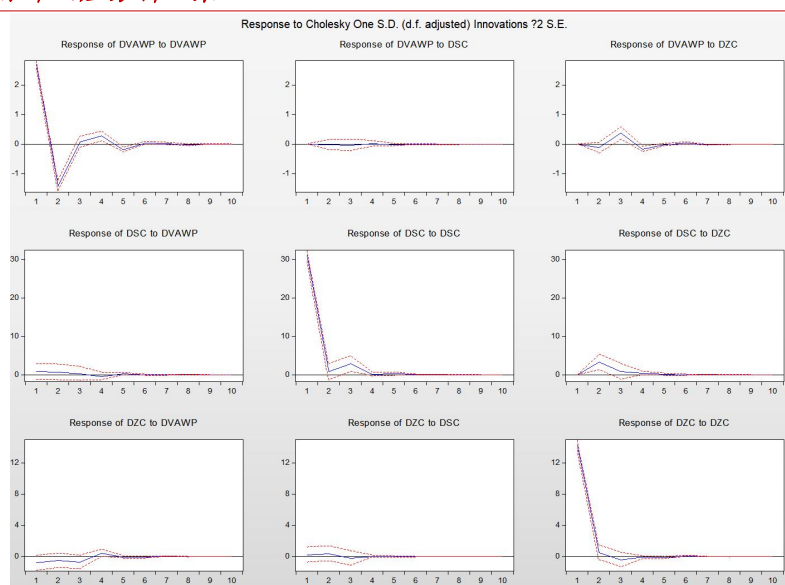 Response to Cholesky One S.D. (d.f. adjusted) Innovations ?2 S.E.
Response of DVAWP to DVAWP
2
1
0
-1
1 2 3 4 5 6 7 8 9 10
Response of DVAWP to DSC
2
1
0
-1
1 2 3 4 5 6 7 8 9 10
Response of DVAWP to DZC
2
1
0
-1
1 2 3 4 5 6 7 8 9 10
Response of DSC to DVAWP
30
20
10
0
1 2 3 4 5 6 7 8 9 10
Response of DSC to DSC
30
20
10
0
1 2 3 4 5 6 7 8 9 10
Response of DSC to DZC
30
20
10
0
1 2 3 4 5 6 7 8 9 10
Response of DZC to DVAWP
12
8
4
0
1 2 3 4 5 6 7 8 9 10
Response of DZC to DSC
12
8
4
0
1 2 3 4 5 6 7 8 9 10
Response of DZC to DZC
12
8
4
0
1 2 3 4 5 6 7 8 9 10